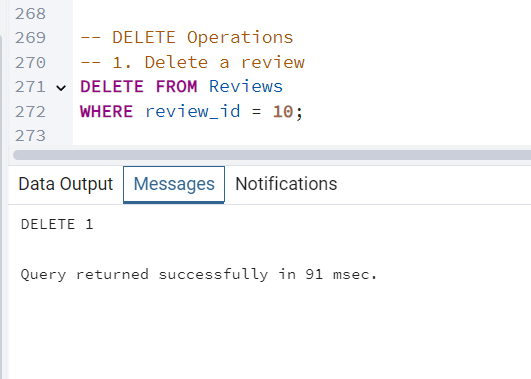 268
269 -- DELETE Operations
270 -- 1. Delete a review
271 DELETE FROM Reviews
272 WHERE review_id = 10;
273
Data Output Messages Notifications
DELETE 1
Query returned successfully in 91 msec.